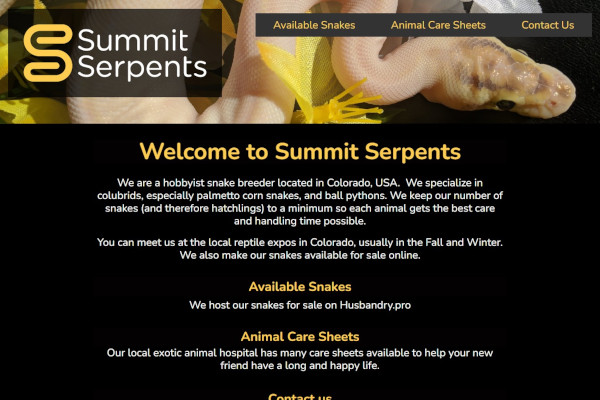 Summit
Serpents
Available Snakes
Animal Care Sheets
Contact Us
Welcome to Summit Serpents
We are a hobbyist snake breeder located in Colorado, USA.  We specialize in
colubrids, especially palmetto corn snakes, and ball pythons. We keep our number of
snakes (and therefore hatchlings) to a minimum so each animal gets the best care
and handling time possible.
You can meet us at the local reptile expos in Colorado, usually in the Fall and Winter.
We also make our snakes available for sale online.
Available Snakes
We host our snakes for sale on Husbandry.pro
Animal Care Sheets
Our local exotic animal hospital has many care sheets available to help your new
friend have a long and happy life.
Contact us